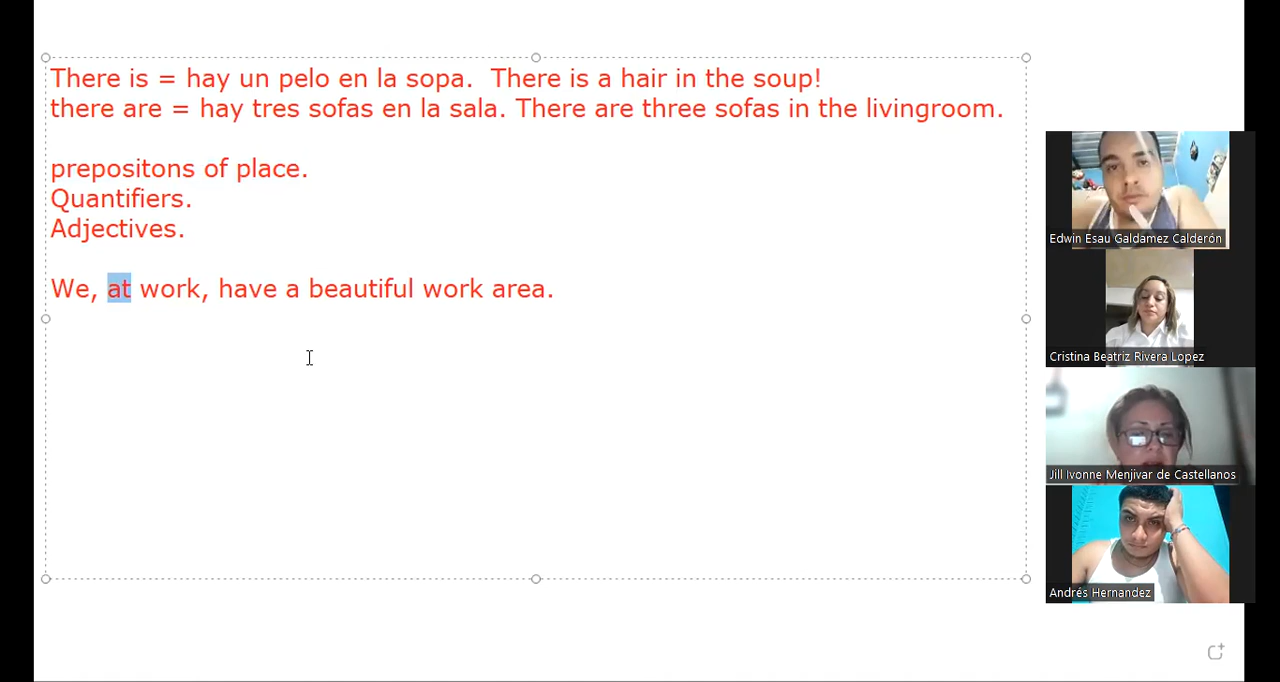 There is = hay un pelo en la sopa.  There is a hair in the soup!
there are = hay tres sofas en la sala. There are three sofas in the livingroom.
prepositons of place.
Quantifiers.
Adjectives.
We, at work, have a beautiful work area.
Edwin Esau Galdamez Calderón
Cristina Beatriz Rivera Lopez
Jill Ivonne Menjivar de Castellanos
Andrés Hernandez